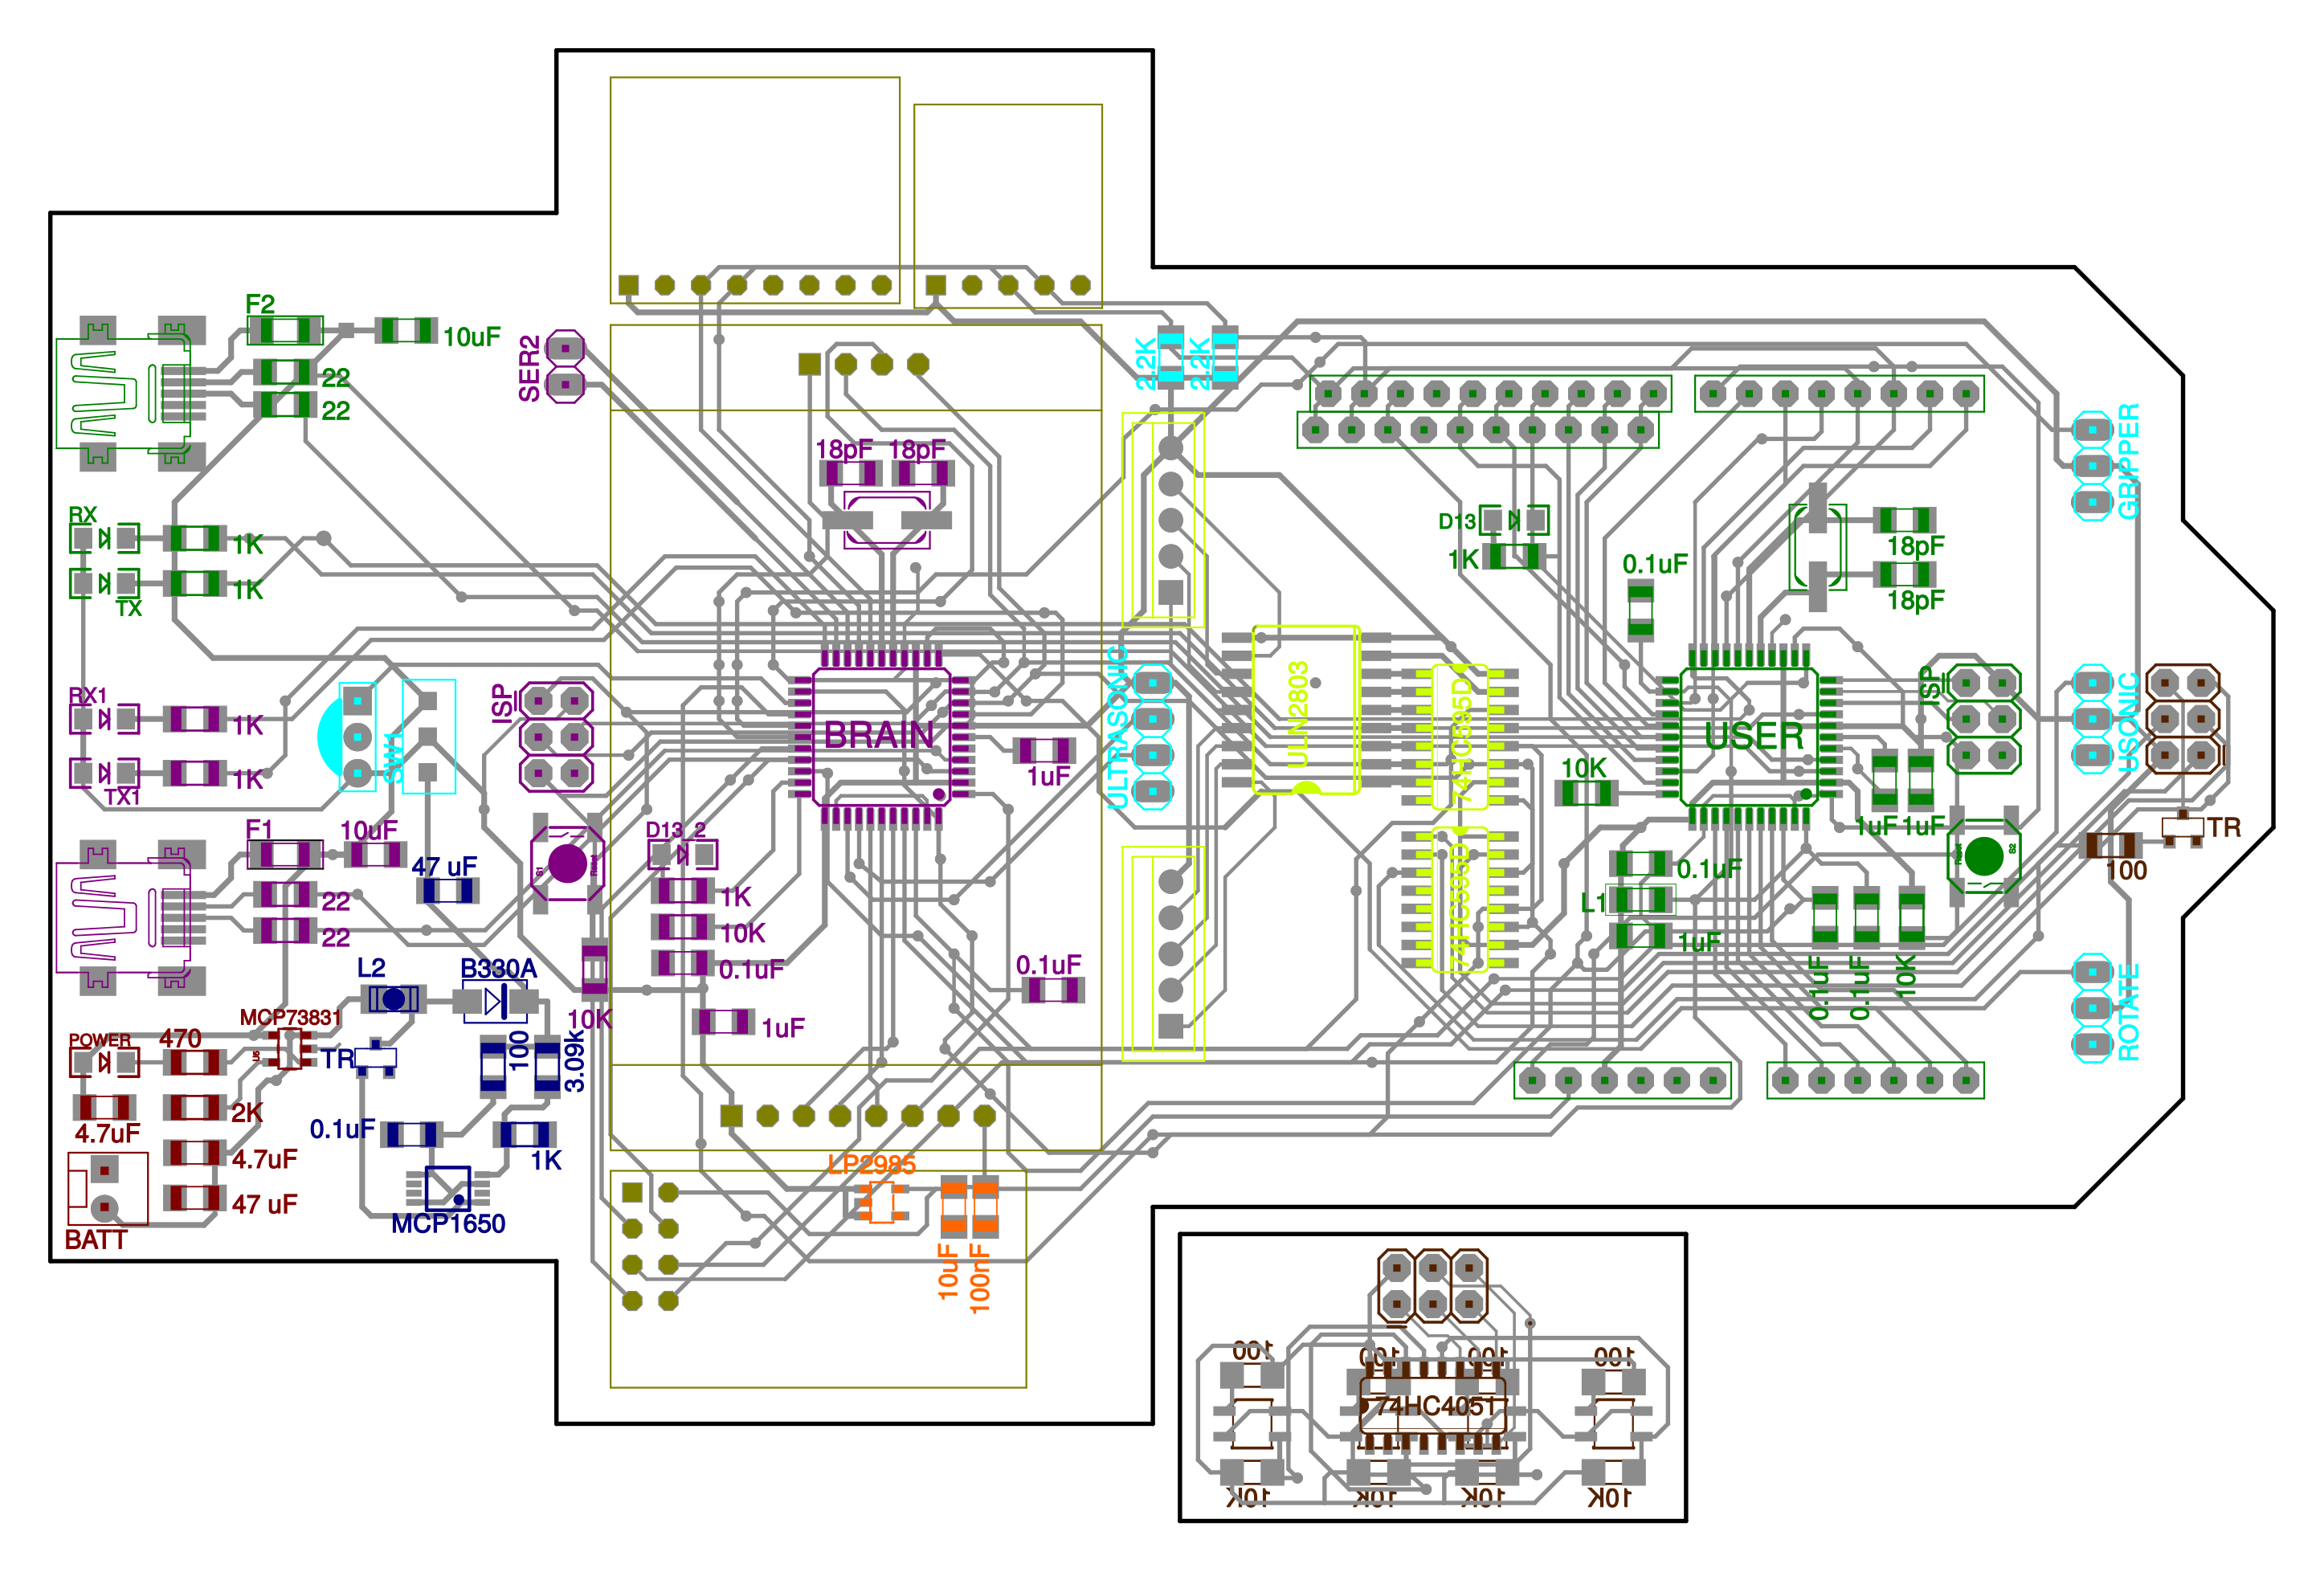 F2
10uF
22
22
SER2
18pF
18pF
2.2K
2.2K
GRIPPER
RX
1K
TX
1K
D13
1K
0.1uF
18pF
18pF
RX1
1K
TX1
1K
SW1
ISP
BRAIN
1uF
ULTRASONIC
ULN2803
74HC595D
10K
USER
ISP
1uF
1uF
USONIC
TR
100
F1
10uF
22
22
47 uF
S1
Reset
D13_2
1K
10K
0.1uF
1uF
0.1uF
74HC595D
0.1uF
L1
1uF
0.1uF
0.1uF
10K
Reset
S2
ROTATE
L2
B330A
10K
MCP73831
POWER
470
U6
TR
100
3.09k
2K
4.7uF
4.7uF
0.1uF
1K
47 uF
BATT
MCP1650
LP2985
10uF
100nF
100
100
100
100
74HC4051
10K
10K
10K
10K